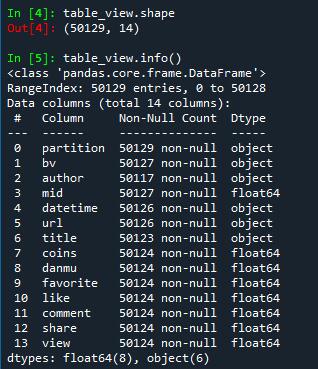 In [4]: table_view.shape
Out[4]: (50129, 14)
In [5]: table_view.info()
<class 'pandas.core.frame.DataFrame'>
RangeIndex: 50129 entries, 0 to 50128
Data columns (total 14 columns):
 #   Column     Non-Null Count  Dtype
---  ------     --------------  -----
 0   partition  50129 non-null  object
 1   bv         50127 non-null  object
 2   author     50117 non-null  object
 3   mid        50127 non-null  float64
 4   datetime   50126 non-null  object
 5   url        50126 non-null  object
 6   title      50123 non-null  object
 7   coins      50124 non-null  float64
 8   danmu      50124 non-null  float64
 9   favorite   50124 non-null  float64
 10  like       50124 non-null  float64
 11  comment    50124 non-null  float64
 12  share      50124 non-null  float64
 13  view       50124 non-null  float64
dtypes: float64(8), object(6)